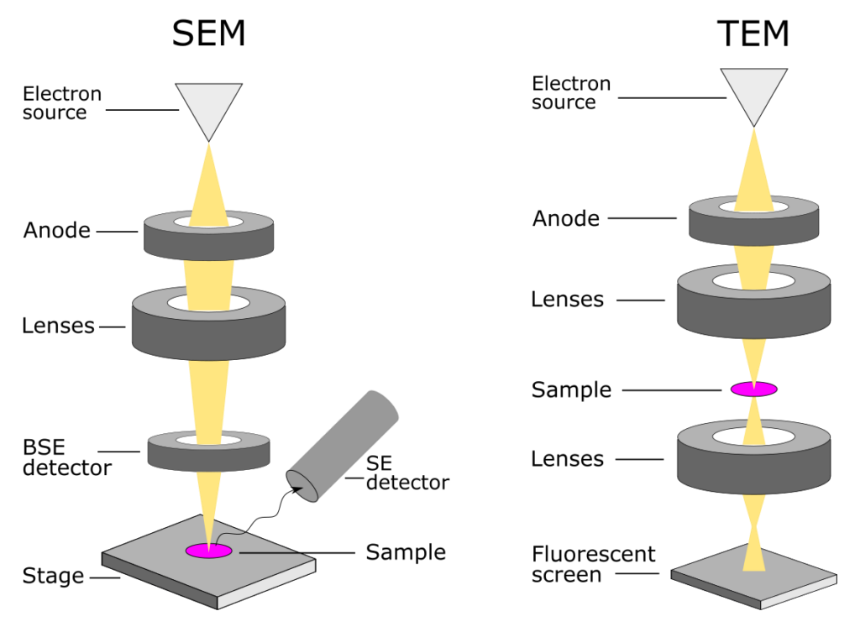 SEM
Electron
source
Anode
Lenses
BSE
detector
SE
detector
Sample
Stage
TEM
Electron
source
Anode
Lenses
Sample
Lenses
Fluorescent
screen